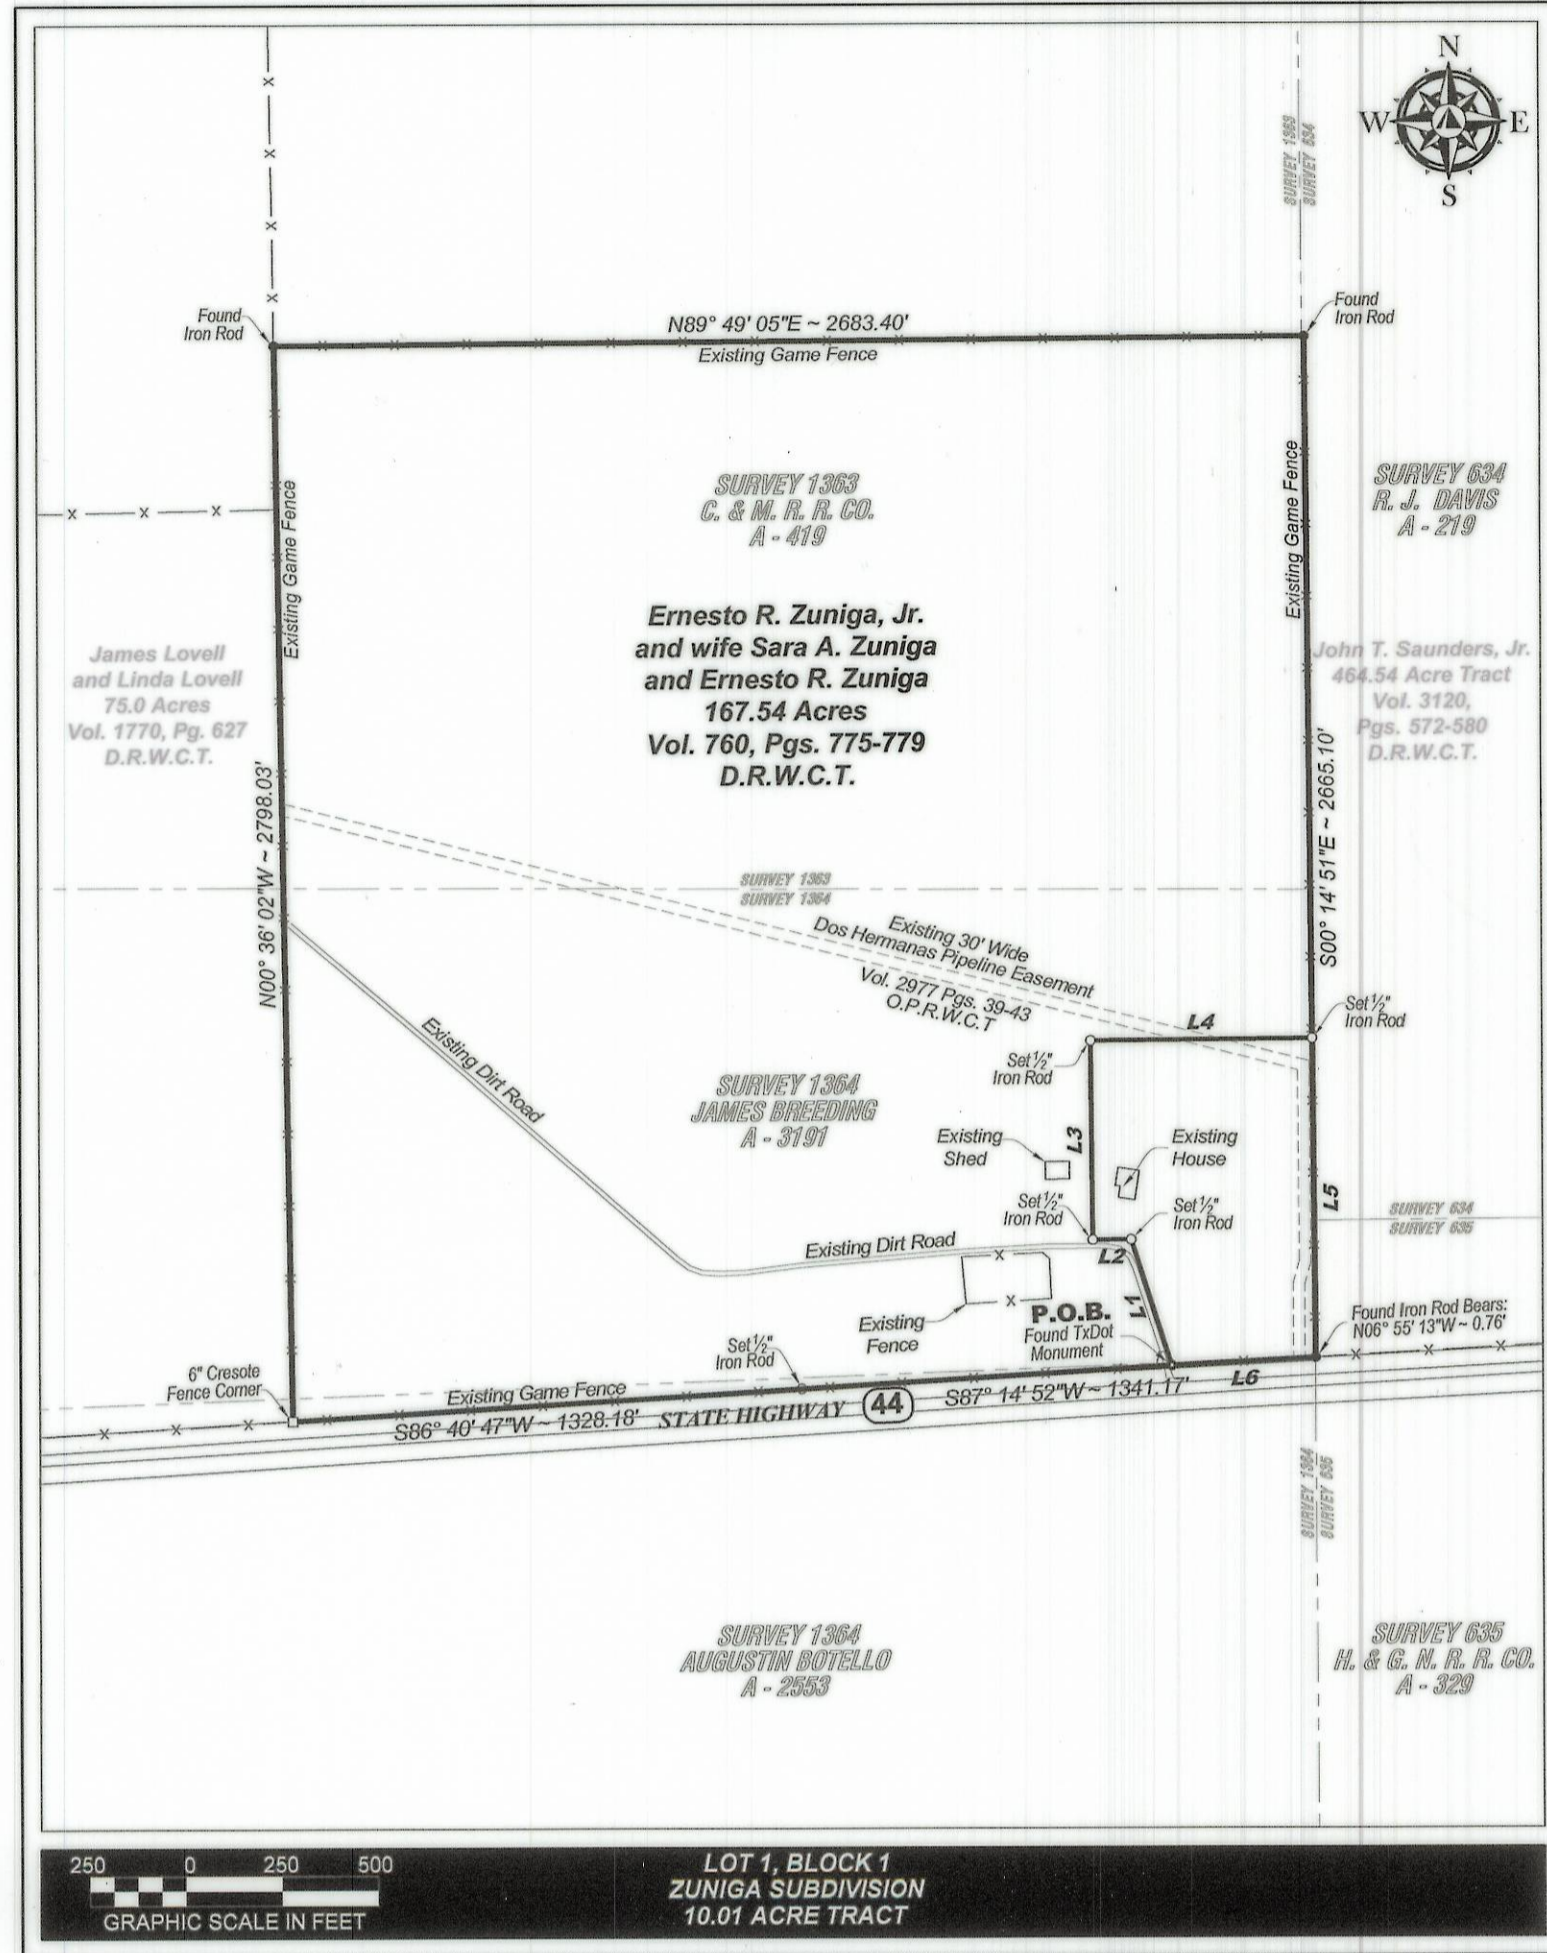 N
W E
S
SURVEY 1363
SURVEY 634
Found
Iron Rod
N89° 49' 05"E ~ 2683.40'
Existing Game Fence
Found
Iron Rod
Existing Game Fence
SURVEY 1363
C. & M. R. R. CO.
A - 419
Existing Game Fence
SURVEY 634
R. J. DAVIS
A - 219
Ernesto R. Zuniga, Jr.
and wife Sara A. Zuniga
and Ernesto R. Zuniga
167.54 Acres
Vol. 760, Pgs. 775-779
D.R.W.C.T.
James Lovell
and Linda Lovell
75.0 Acres
Vol. 1770, Pg. 627
D.R.W.C.T.
John T. Saunders, Jr.
464.54 Acre Tract
Vol. 3120,
Pgs. 572-580
D.R.W.C.T.
N00° 36' 02"W ~ 2798.03'
S00° 14' 51"E ~ 2665.10'
SURVEY 1363
SURVEY 1364
Existing 30' Wide
Dos Hermanas Pipeline Easement
Vol. 2977 Pgs. 39-43
O.P.R.W.C.T
L4
Set ½"
Iron Rod
Set ½"
Iron Rod
Existing Dirt Road
SURVEY 1364
JAMES BREEDING
A - 3191
Existing
Shed
L3
Existing
House
Set ½"
Iron Rod
Set ½"
Iron Rod
L5
SURVEY 634
SURVEY 635
Existing Dirt Road
L2
L1
Existing
Fence
P.O.B.
Found TxDot
Monument
Found Iron Rod Bears:
N06° 55' 13"W ~ 0.76'
Set ½"
Iron Rod
6" Cresote
Fence Corner
Existing Game Fence
S86° 40' 47"W ~ 1328.18'
STATE HIGHWAY 44
S87° 14' 52"W ~ 1341.17'
L6
SURVEY 1364
SURVEY 635
SURVEY 1364
AUGUSTIN BOTELLO
A - 2553
SURVEY 635
H. & G. N. R. R. CO.
A - 329
250 0 250 500
GRAPHIC SCALE IN FEET
LOT 1, BLOCK 1
ZUNIGA SUBDIVISION
10.01 ACRE TRACT